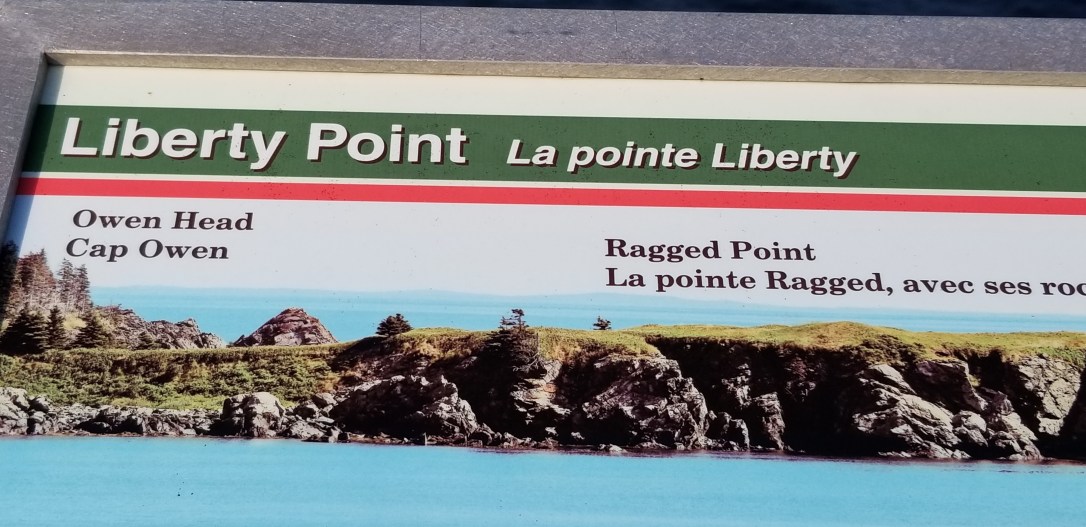 Liberty Point La pointe Liberty
Owen Head
Cap Owen
Ragged Point
La pointe Ragged, avec ses